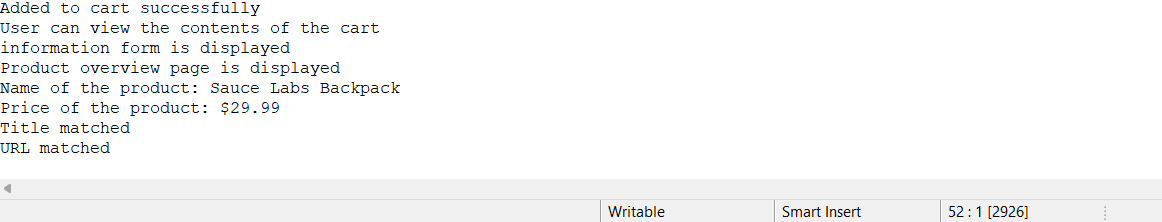 Added to cart successfully
User can view the contents of the cart
information form is displayed
Product overview page is displayed
Name of the product: Sauce Labs Backpack
Price of the product: $29.99
Title matched
URL matched
Writable
Smart Insert
52 : 1 [2926]